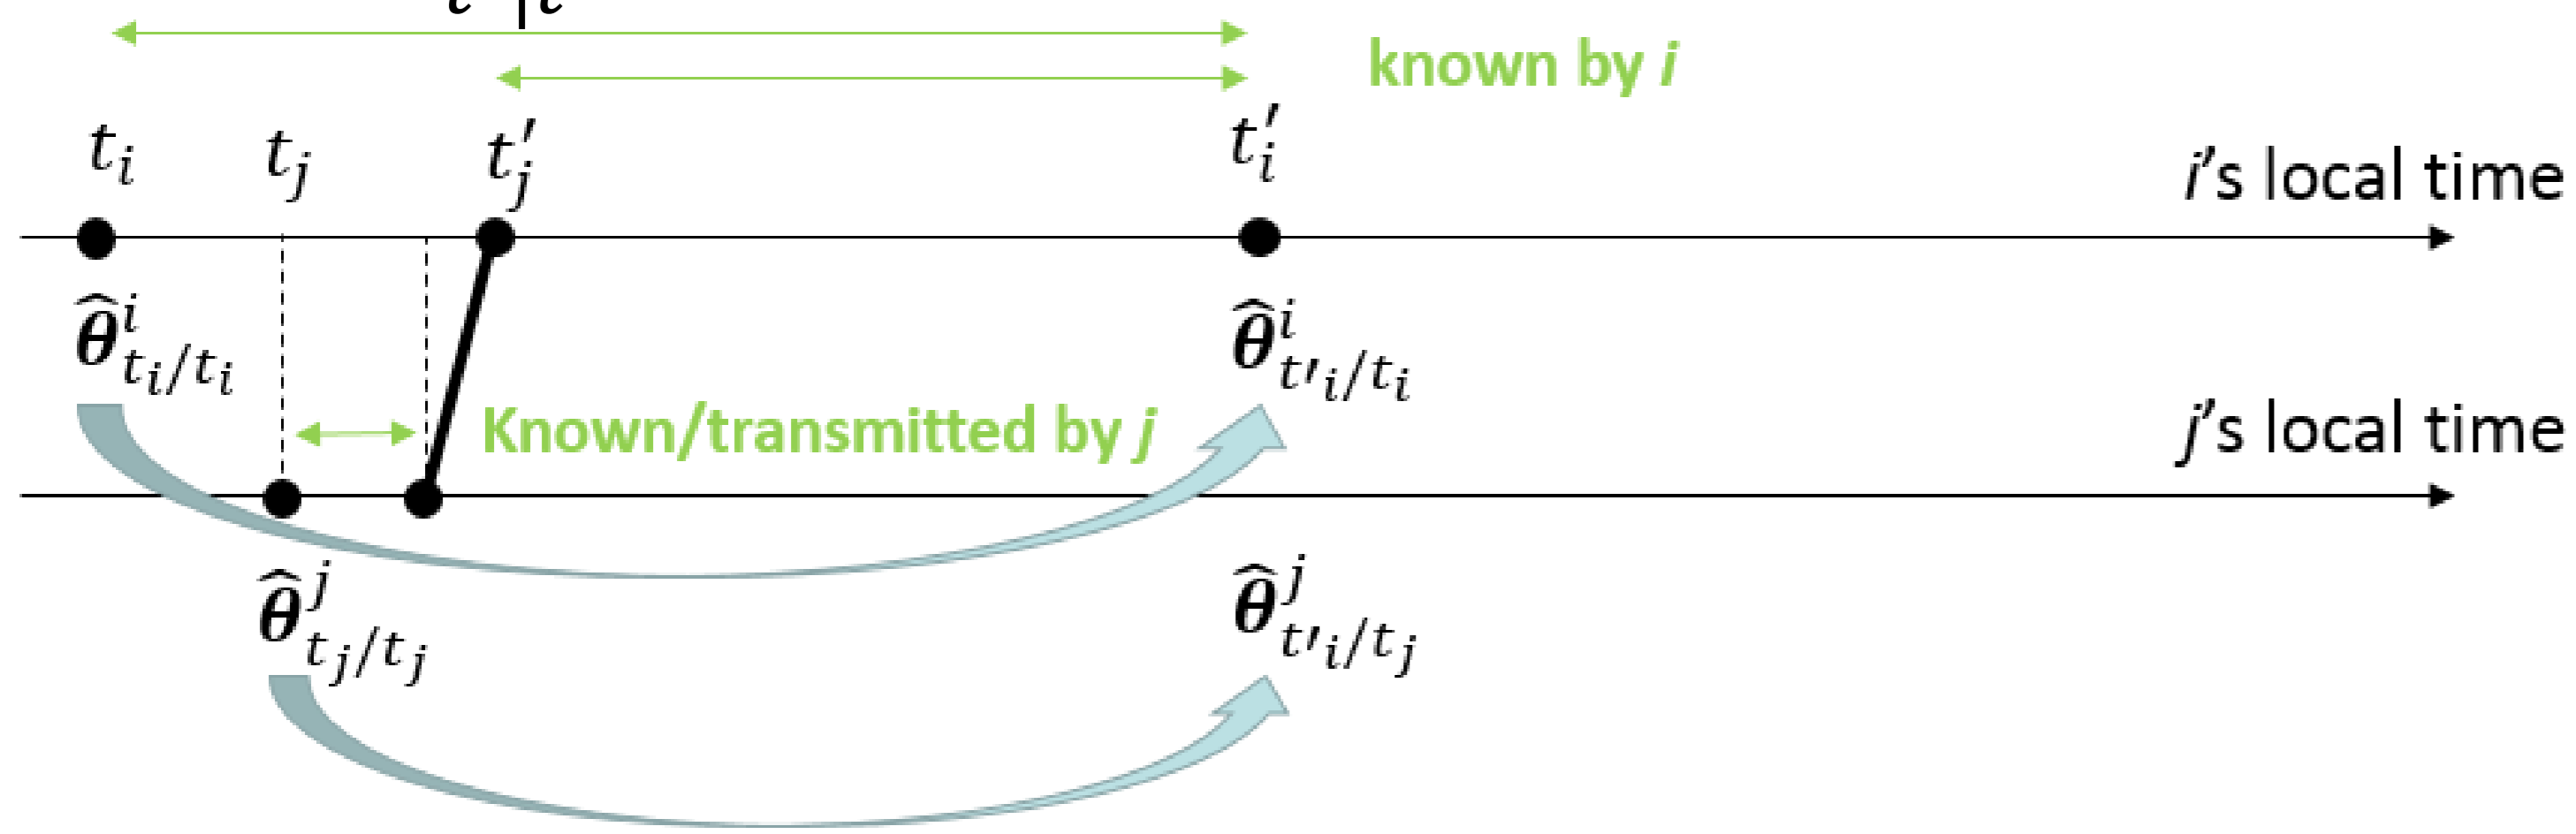 known by i
t_i t_j t'_j t'_i
i's local time
θ̂^i_{t_i/t_i} θ̂^i_{t'_i/t_i}
Known/transmitted by j
j's local time
θ̂^j_{t_j/t_j} θ̂^j_{t'_i/t_j}